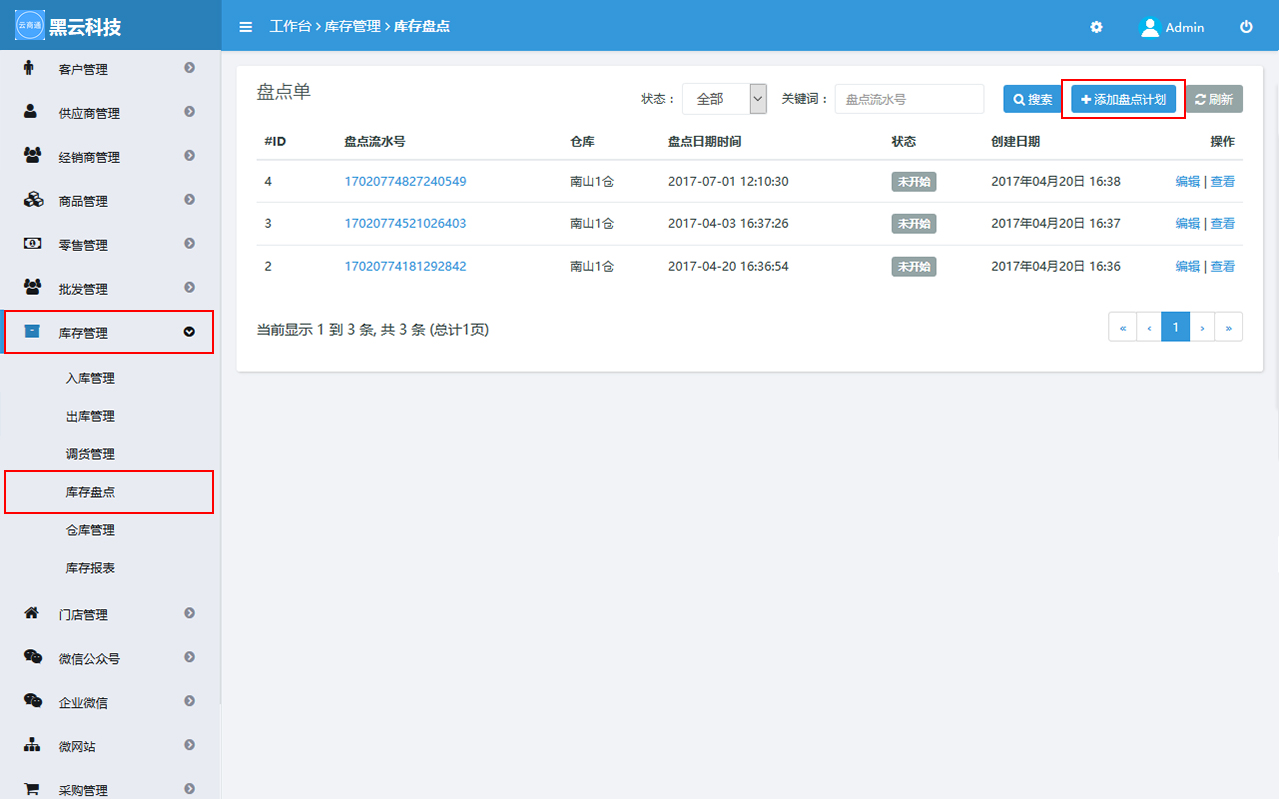 云商通 黑云科技
工作台 › 库存管理 › 库存盘点
Admin
客户管理
供应商管理
经销商管理
商品管理
零售管理
批发管理
库存管理
入库管理
出库管理
调货管理
库存盘点
仓库管理
库存报表
门店管理
微信公众号
企业微信
微网站
采购管理
盘点单
状态： 全部 关键词： 盘点流水号 搜索 添加盘点计划 刷新
#ID 盘点流水号 仓库 盘点日期时间 状态 创建日期 操作
4 17020774827240549 南山1仓 2017-07-01 12:10:30 未开始 2017年04月20日 16:38 编辑 | 查看
3 17020774521026403 南山1仓 2017-04-03 16:37:26 未开始 2017年04月20日 16:37 编辑 | 查看
2 17020774181292842 南山1仓 2017-04-20 16:36:54 未开始 2017年04月20日 16:36 编辑 | 查看
当前显示 1 到 3 条, 共 3 条 (总计1页)
« ‹ 1 › »